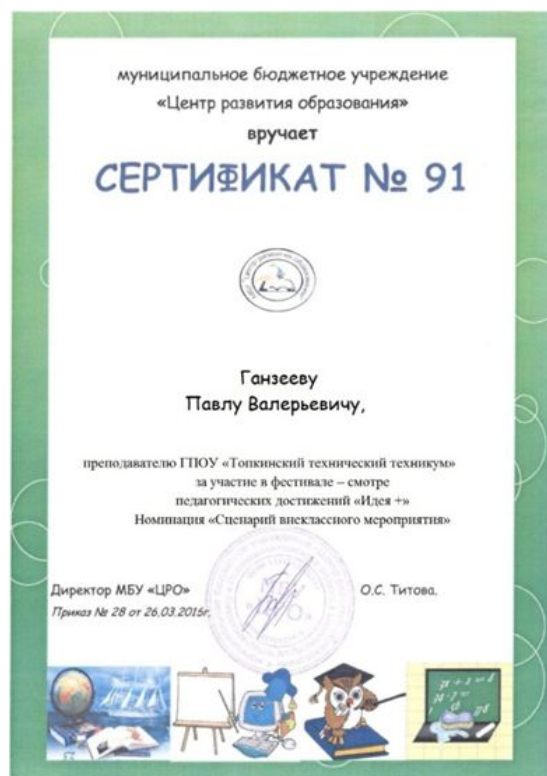 муниципальное бюджетное учреждение
«Центр развития образования»
вручает
СЕРТИФИКАТ № 91
Ганзееву
Павлу Валерьевичу,
преподавателю ГПОУ «Топкинский технический техникум»
за участие в фестивале – смотре
педагогических достижений «Идея +»
Номинация «Сценарий внеклассного мероприятия»
Директор МБУ «ЦРО» О.С. Титова.
Приказ № 28 от 26.03.2015г.